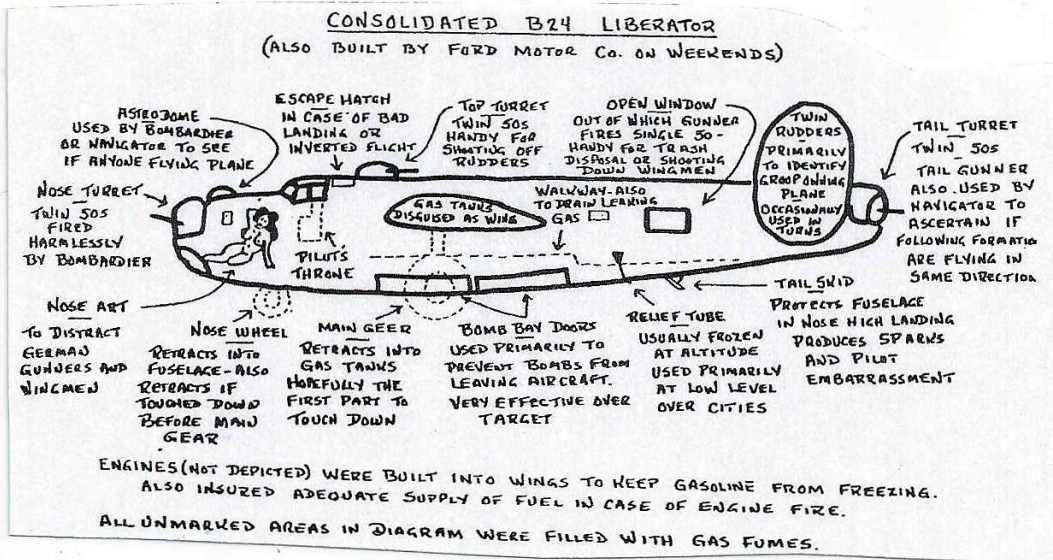 CONSOLIDATED B24 LIBERATOR
(ALSO BUILT BY FORD MOTOR CO. ON WEEKENDS)
ASTRODOME
USED BY BOMBARDIER
OR NAVIGATOR TO SEE
IF ANYONE FLYING PLANE
ESCAPE HATCH
IN CASE OF BAD
LANDING OR
INVERTED FLIGHT
TOP TURRET
TWIN 50S
HANDY FOR
SHOOTING OFF
RUDDERS
OPEN WINDOW
OUT OF WHICH GUNNER
FIRES SINGLE 50-
HANDY FOR TRASH
DISPOSAL OR SHOOTING
DOWN WINGMEN
TWIN
RUDDERS
PRIMARILY
TO IDENTIFY
GROUP OWNING
PLANE
OCCASIONALLY
USED IN
TURNS
TAIL TURRET
TWIN 50S
TAIL GUNNER
ALSO USED BY
NAVIGATOR TO
ASCERTAIN IF
FOLLOWING FORMATIO
ARE FLYING IN
SAME DIRECTION
NOSE TURRET
TWIN 50S
FIRED
HARMLESSLY
BY BOMBARDIER
GAS TANKS
DISGUISED AS WING
WALKWAY-ALSO
TO DRAIN LEAKING
GAS
PILOT'S
THRONE
NOSE ART
TO DISTRACT
GERMAN
GUNNERS AND
WINGMEN
NOSE WHEEL
RETRACTS INTO
FUSELAGE-ALSO
RETRACTS IF
TOUCHED DOWN
BEFORE MAIN
GEAR
MAIN GEER
RETRACTS INTO
GAS TANKS
HOPEFULLY THE
FIRST PART TO
TOUCH DOWN
BOMB BAY DOORS
USED PRIMARILY TO
PREVENT BOMBS FROM
LEAVING AIRCRAFT.
VERY EFFECTIVE OVER
TARGET
RELIEF TUBE
USUALLY FROZEN
AT ALTITUDE
USED PRIMARILY
AT LOW LEVEL
OVER CITIES
TAIL SKID
PROTECTS FUSELAGE
IN NOSE HIGH LANDING
PRODUCES SPARKS
AND PILOT
EMBARRASSMENT
ENGINES (NOT DEPICTED) WERE BUILT INTO WINGS TO KEEP GASOLINE FROM FREEZING.
ALSO INSURED ADEQUATE SUPPLY OF FUEL IN CASE OF ENGINE FIRE.
ALL UNMARKED AREAS IN DIAGRAM WERE FILLED WITH GAS FUMES.